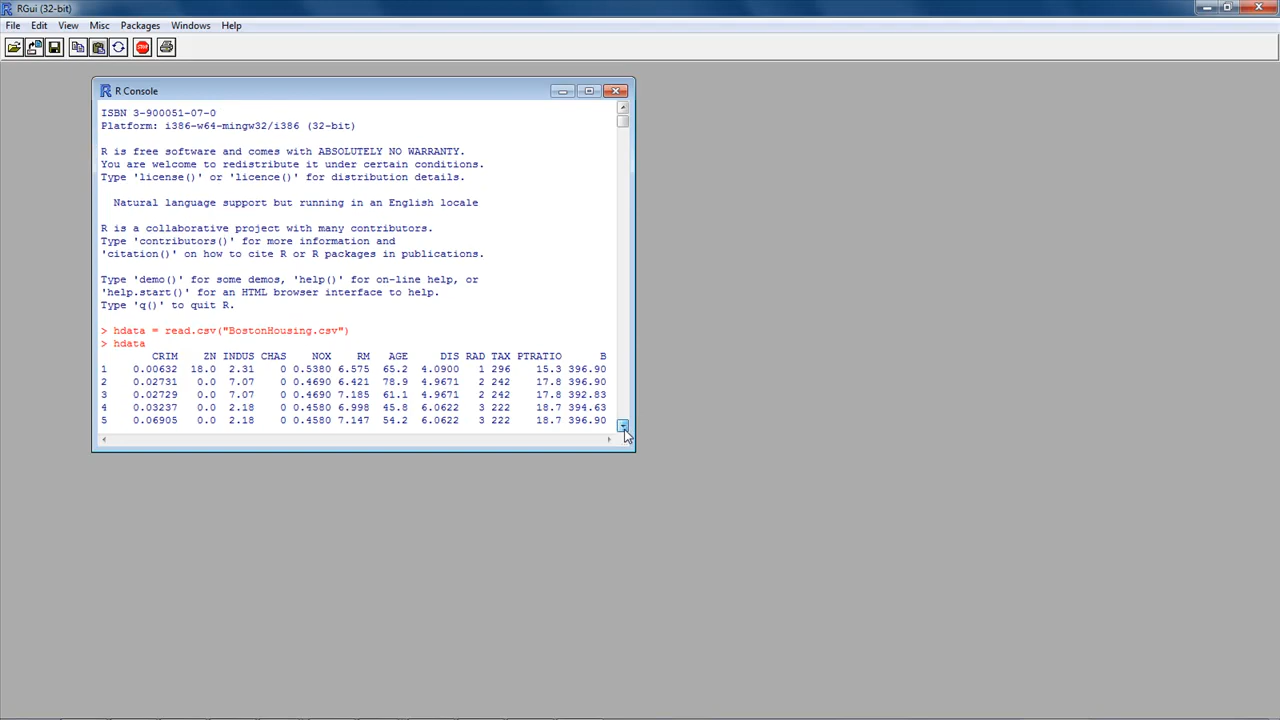 RGui (32-bit)
File Edit View Misc Packages Windows Help
STOP
R Console
ISBN 3-900051-07-0
Platform: i386-w64-mingw32/i386 (32-bit)
R is free software and comes with ABSOLUTELY NO WARRANTY.
You are welcome to redistribute it under certain conditions.
Type 'license()' or 'licence()' for distribution details.
Natural language support but running in an English locale
R is a collaborative project with many contributors.
Type 'contributors()' for more information and
'citation()' on how to cite R or R packages in publications.
Type 'demo()' for some demos, 'help()' for on-line help, or
'help.start()' for an HTML browser interface to help.
Type 'q()' to quit R.
> hdata = read.csv("BostonHousing.csv")
> hdata
CRIM ZN INDUS CHAS NOX RM AGE DIS RAD TAX PTRATIO B
1 0.00632 18.0 2.31 0 0.5380 6.575 65.2 4.0900 1 296 15.3 396.90
2 0.02731 0.0 7.07 0 0.4690 6.421 78.9 4.9671 2 242 17.8 396.90
3 0.02729 0.0 7.07 0 0.4690 7.185 61.1 4.9671 2 242 17.8 392.83
4 0.03237 0.0 2.18 0 0.4580 6.998 45.8 6.0622 3 222 18.7 394.63
5 0.06905 0.0 2.18 0 0.4580 7.147 54.2 6.0622 3 222 18.7 396.90